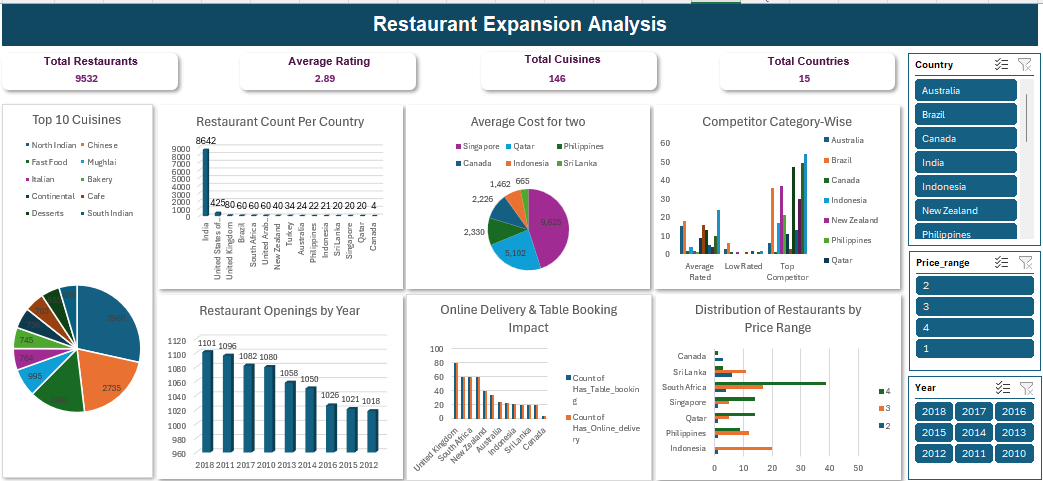 Restaurant Expansion Analysis
Total Restaurants
9532
Average Rating
2.89
Total Cuisines
146
Total Countries
15
Top 10 Cuisines
North Indian
Chinese
Fast Food
Mughlai
Italian
Bakery
Continental
Cafe
Desserts
South Indian
2735
995
764
745
Restaurant Count Per Country
9000
8000
7000
6000
5000
4000
3000
2000
1000
0
8642
425
80
60
60
60
40
34
24
22
21
20
20
20
4
India
United States of...
United Kingdom
Brazil
South Africa
United Arab...
New Zealand
Turkey
Australia
Philippines
Indonesia
Sri Lanka
Singapore
Qatar
Canada
Average Cost for two
Singapore
Qatar
Philippines
Canada
Indonesia
Sri Lanka
1,462
665
2,226
9,625
2,330
5,102
Competitor Category-Wise
60
50
40
30
20
10
0
Average
Rated
Low Rated
Top
Competitor
Australia
Brazil
Canada
Indonesia
New Zealand
Philippines
Qatar
Restaurant Openings by Year
1120
1100
1080
1060
1040
1020
1000
980
960
1101
1096
1082
1080
1058
1050
1026
1021
1018
2018 2011 2017 2010 2013 2014 2016 2015 2012
Online Delivery & Table Booking
Impact
100
80
60
40
20
0
United Kingdom
South Africa
New Zealand
Australia
Indonesia
Sri Lanka
Canada
Count of
Has_Table_bookin
g
Count of
Has_Online_delive
ry
Distribution of Restaurants by
Price Range
Canada
Sri Lanka
South Africa
Singapore
Qatar
Philippines
Indonesia
0 10 20 30 40 50
4
3
2
Country
Australia
Brazil
Canada
India
Indonesia
New Zealand
Philippines
Price_range
2
3
4
1
Year
2018 2017 2016
2015 2014 2013
2012 2011 2010